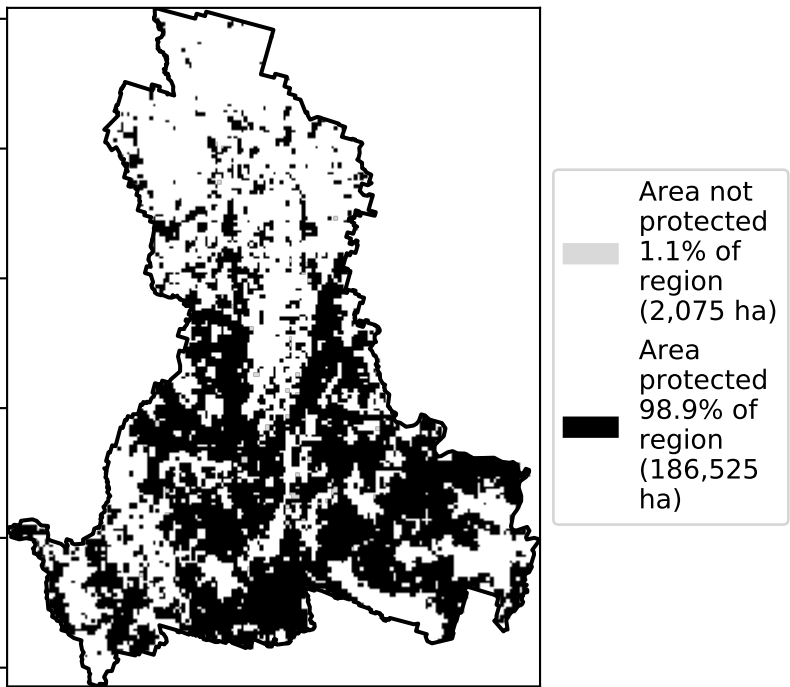 Area not
protected
1.1% of
region
(2,075 ha)
Area
protected
98.9% of
region
(186,525
ha)